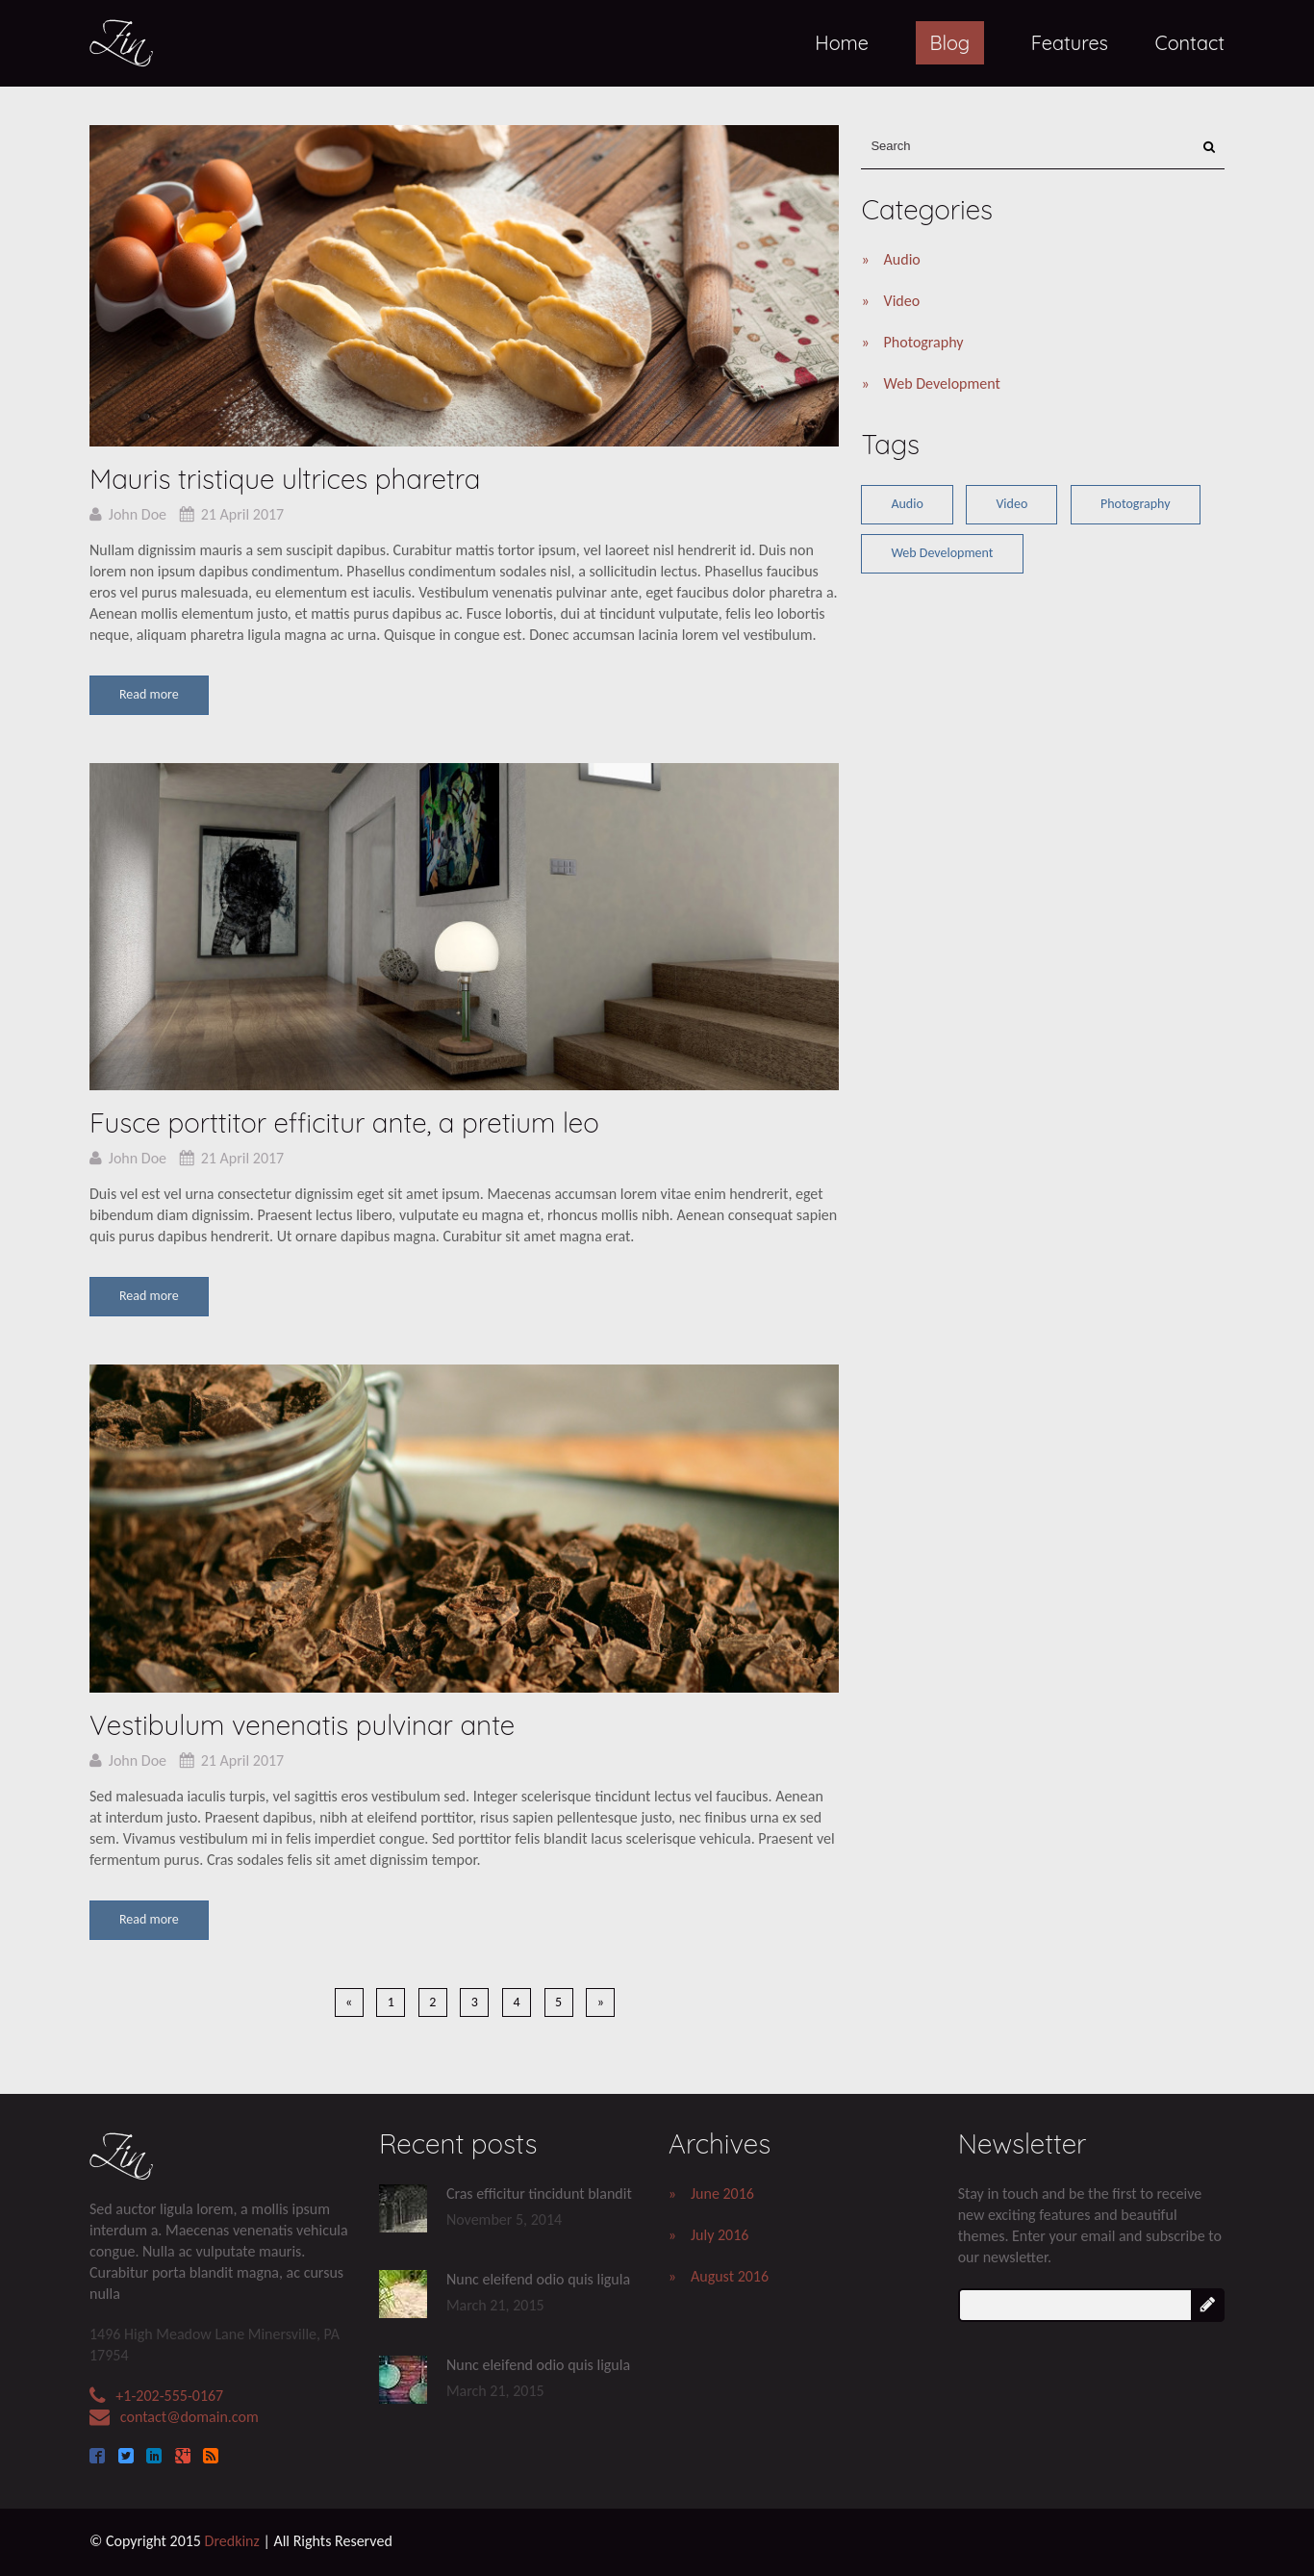 Zin
Home Blog Features Contact
Search
Categories
» Audio
» Video
» Photography
» Web Development
Tags
Audio Video Photography
Web Development
Mauris tristique ultrices pharetra
John Doe 21 April 2017
Nullam dignissim mauris a sem suscipit dapibus. Curabitur mattis tortor ipsum, vel laoreet nisl hendrerit id. Duis non
lorem non ipsum dapibus condimentum. Phasellus condimentum sodales nisl, a sollicitudin lectus. Phasellus faucibus
eros vel purus malesuada, eu elementum est iaculis. Vestibulum venenatis pulvinar ante, eget faucibus dolor pharetra a.
Aenean mollis elementum justo, et mattis purus dapibus ac. Fusce lobortis, dui at tincidunt vulputate, felis leo lobortis
neque, aliquam pharetra ligula magna ac urna. Quisque in congue est. Donec accumsan lacinia lorem vel vestibulum.
Read more
Fusce porttitor efficitur ante, a pretium leo
John Doe 21 April 2017
Duis vel est vel urna consectetur dignissim eget sit amet ipsum. Maecenas accumsan lorem vitae enim hendrerit, eget
bibendum diam dignissim. Praesent lectus libero, vulputate eu magna et, rhoncus mollis nibh. Aenean consequat sapien
quis purus dapibus hendrerit. Ut ornare dapibus magna. Curabitur sit amet magna erat.
Read more
Vestibulum venenatis pulvinar ante
John Doe 21 April 2017
Sed malesuada iaculis turpis, vel sagittis eros vestibulum sed. Integer scelerisque tincidunt lectus vel faucibus. Aenean
at interdum justo. Praesent dapibus, nibh at eleifend porttitor, risus sapien pellentesque justo, nec finibus urna ex sed
sem. Vivamus vestibulum mi in felis imperdiet congue. Sed porttitor felis blandit lacus scelerisque vehicula. Praesent vel
fermentum purus. Cras sodales felis sit amet dignissim tempor.
Read more
« 1 2 3 4 5 »
Zin
Sed auctor ligula lorem, a mollis ipsum
interdum a. Maecenas venenatis vehicula
congue. Nulla ac vulputate mauris.
Curabitur porta blandit magna, ac cursus
nulla
1496 High Meadow Lane Minersville, PA
17954
+1-202-555-0167
contact@domain.com
Recent posts
Cras efficitur tincidunt blandit
November 5, 2014
Nunc eleifend odio quis ligula
March 21, 2015
Nunc eleifend odio quis ligula
March 21, 2015
Archives
» June 2016
» July 2016
» August 2016
Newsletter
Stay in touch and be the first to receive
new exciting features and beautiful
themes. Enter your email and subscribe to
our newsletter.
© Copyright 2015 Dredkinz | All Rights Reserved